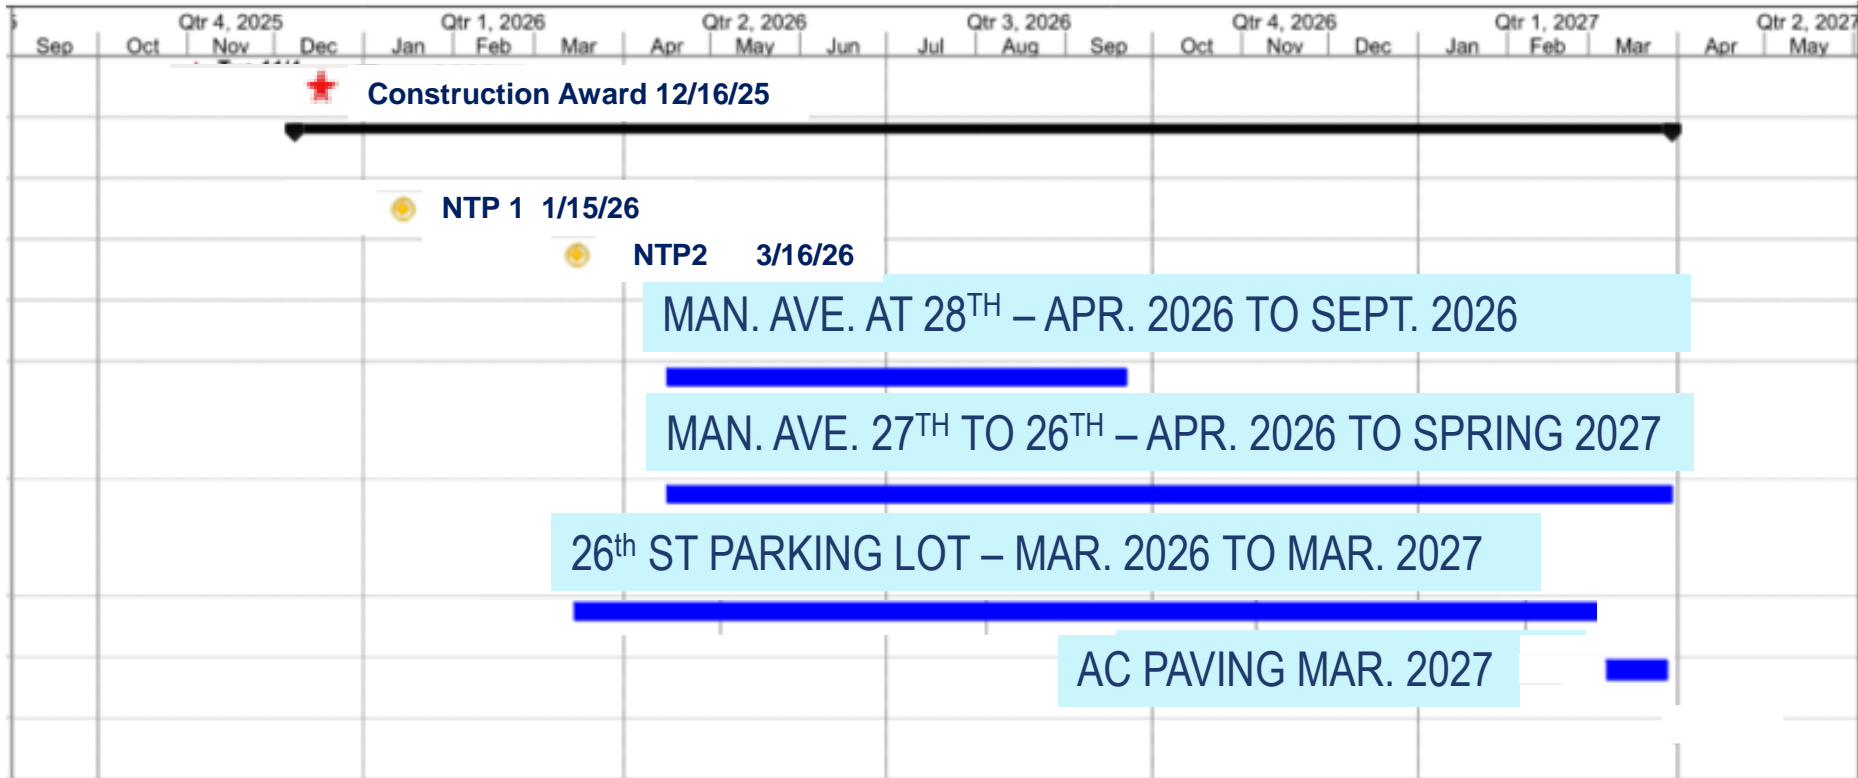 Qtr 4, 2025 Qtr 1, 2026 Qtr 2, 2026 Qtr 3, 2026 Qtr 4, 2026 Qtr 1, 2027 Qtr 2, 2027
Sep Oct Nov Dec Jan Feb Mar Apr May Jun Jul Aug Sep Oct Nov Dec Jan Feb Mar Apr May
Construction Award 12/16/25
NTP 1 1/15/26
NTP2 3/16/26
MAN. AVE. AT 28TH – APR. 2026 TO SEPT. 2026
MAN. AVE. 27TH TO 26TH – APR. 2026 TO SPRING 2027
26th ST PARKING LOT – MAR. 2026 TO MAR. 2027
AC PAVING MAR. 2027